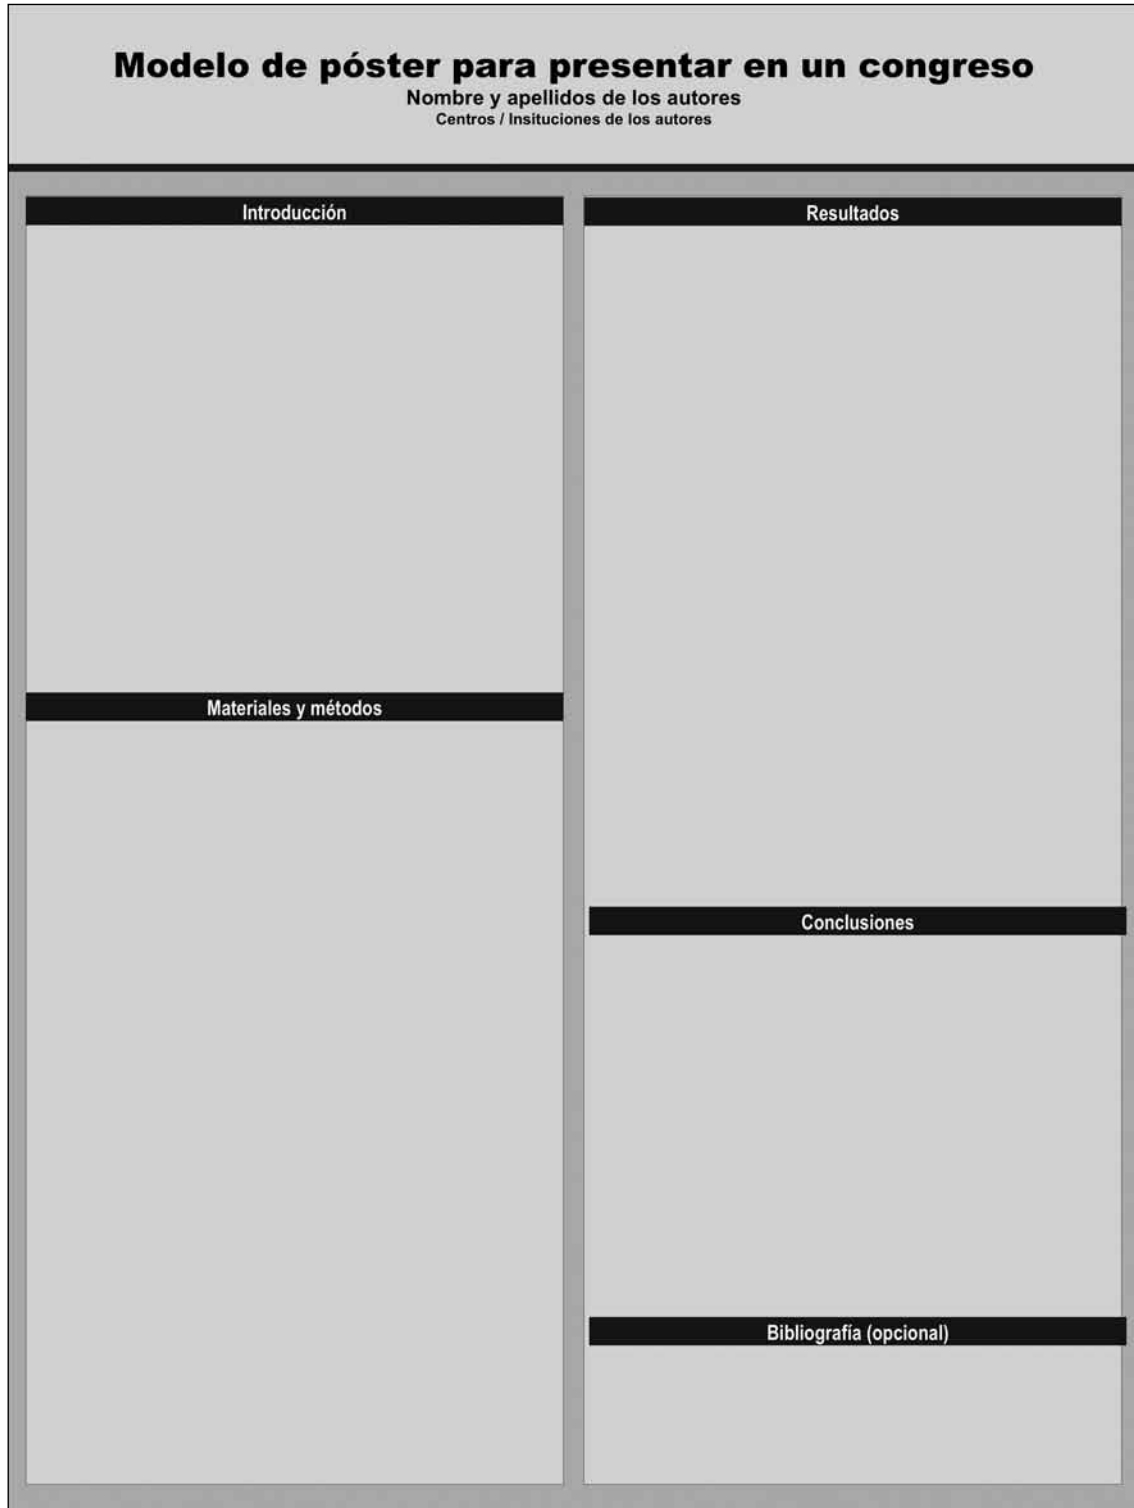 Modelo de póster para presentar en un congreso
Nombre y apellidos de los autores
Centros / Insituciones de los autores
Introducción
Materiales y métodos
Resultados
Conclusiones
Bibliografía (opcional)